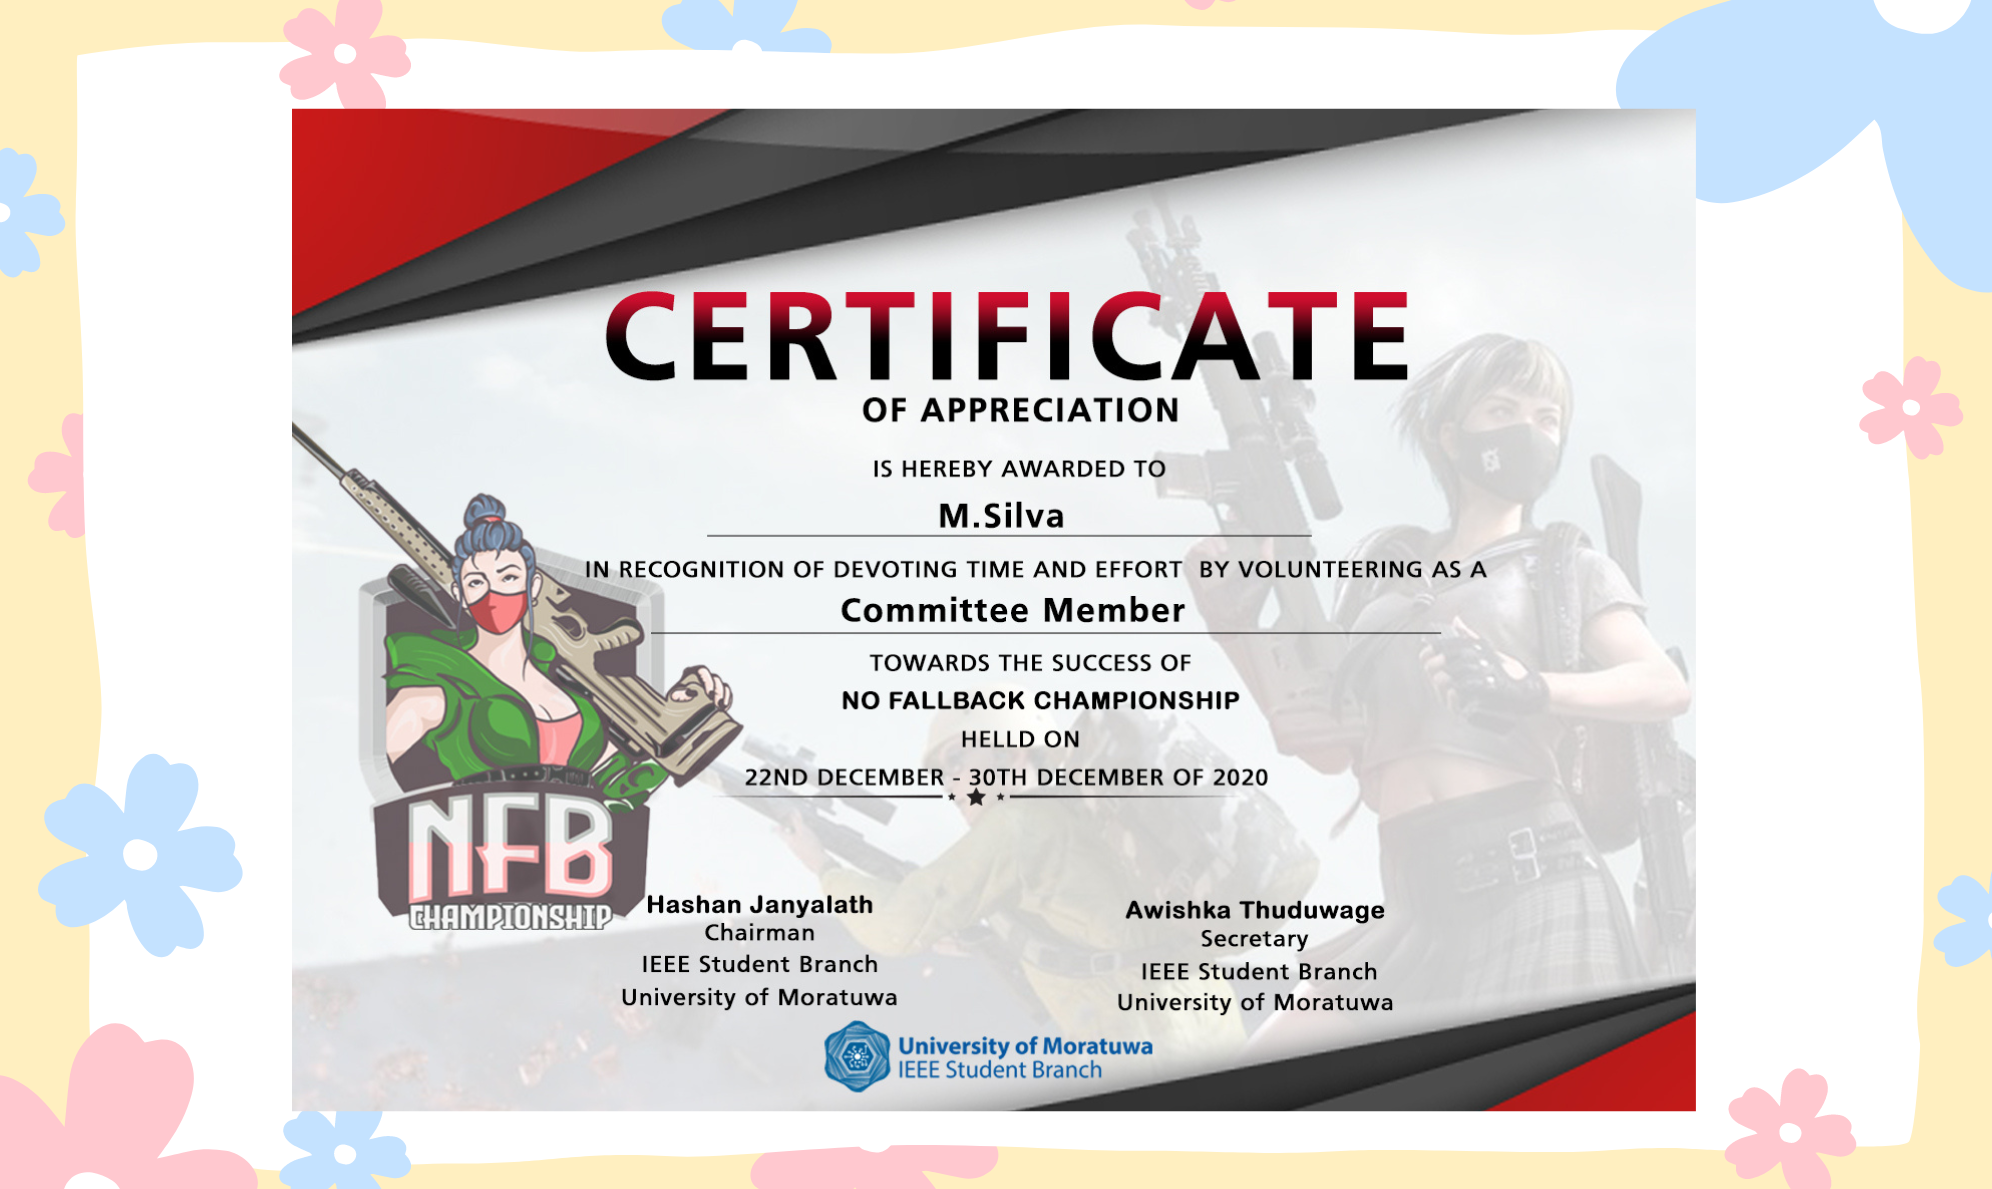 CERTIFICATE
OF APPRECIATION
IS HEREBY AWARDED TO
M.Silva
IN RECOGNITION OF DEVOTING TIME AND EFFORT BY VOLUNTEERING AS A
Committee Member
TOWARDS THE SUCCESS OF
NO FALLBACK CHAMPIONSHIP
HELLD ON
22ND DECEMBER - 30TH DECEMBER OF 2020
NFB
CHAMPIONSHIP
Hashan Janyalath
Chairman
IEEE Student Branch
University of Moratuwa
Awishka Thuduwage
Secretary
IEEE Student Branch
University of Moratuwa
University of Moratuwa
IEEE Student Branch